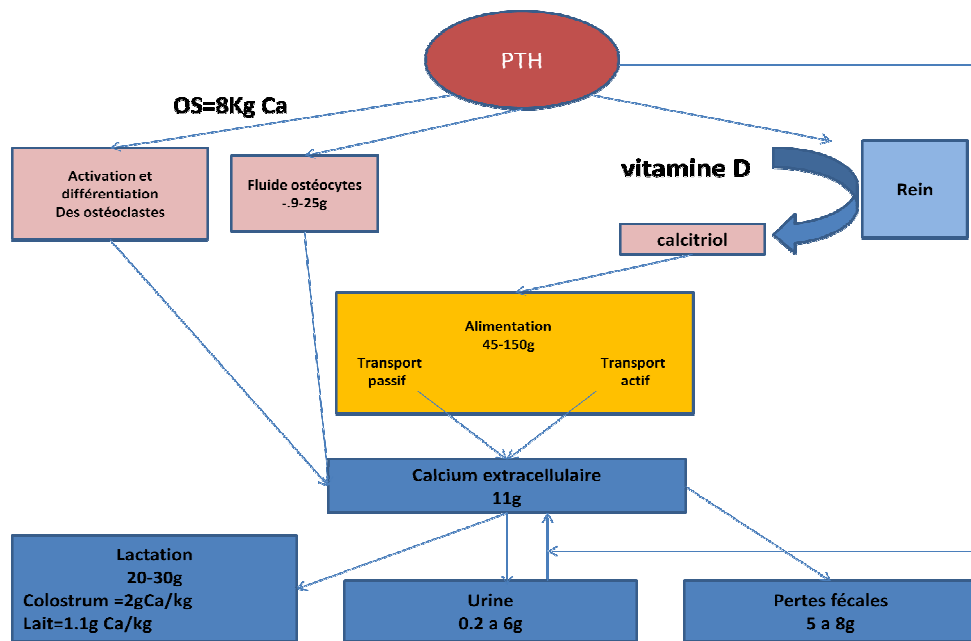 PTH
OS=8Kg Ca
Activation et
différentiation
Des ostéoclastes
Fluide ostéocytes
-.9-25g
vitamine D
Rein
calcitriol
Alimentation
45-150g
Transport
passif
Transport
actif
Calcium extracellulaire
11g
Lactation
20-30g
Colostrum =2gCa/kg
Lait=1.1g Ca/kg
Urine
0.2 a 6g
Pertes fécales
5 a 8g